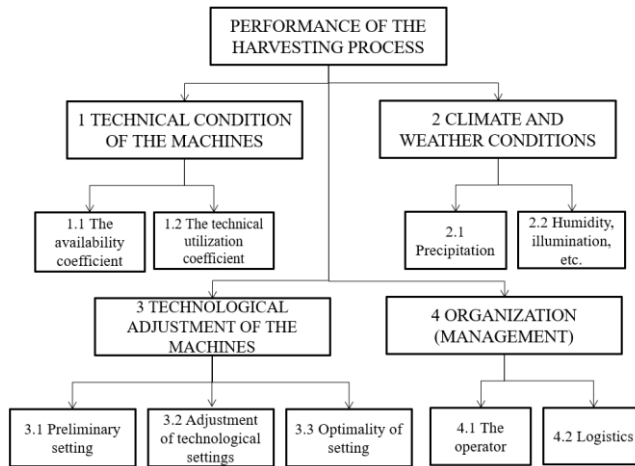 PERFORMANCE OF THE
HARVESTING PROCESS
1 TECHNICAL CONDITION
OF THE MACHINES
2 CLIMATE AND
WEATHER CONDITIONS
1.1 The
availability
coefficient
1.2 The technical
utilization
coefficient
2.1
Precipitation
2.2 Humidity,
illumination,
etc.
3 TECHNOLOGICAL
ADJUSTMENT OF THE
MACHINES
4 ORGANIZATION
(MANAGEMENT)
3.1 Preliminary
setting
3.2 Adjustment
of technological
settings
3.3 Optimality of
setting
4.1 The
operator
4.2 Logistics